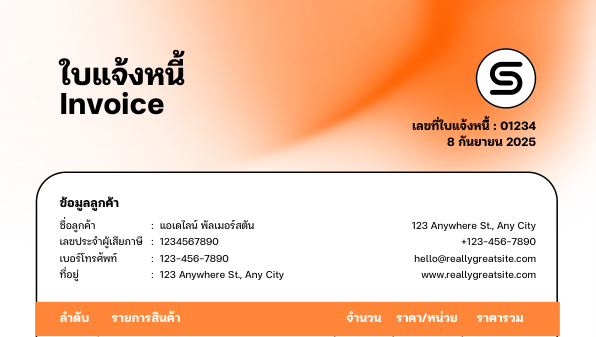 ใบแจ้งหนี้
Invoice
เลขที่ใบแจ้งหนี้ : 01234
8 กันยายน 2025
ข้อมูลลูกค้า
ชื่อลูกค้า : แอเดไลน์ พัลเมอร์สตัน
เลขประจำผู้เสียภาษี : 1234567890
เบอร์โทรศัพท์ : 123-456-7890
ที่อยู่ : 123 Anywhere St., Any City
123 Anywhere St., Any City
+123-456-7890
hello@reallygreatsite.com
www.reallygreatsite.com
ลำดับ รายการสินค้า จำนวน ราคา/หน่วย ราคารวม